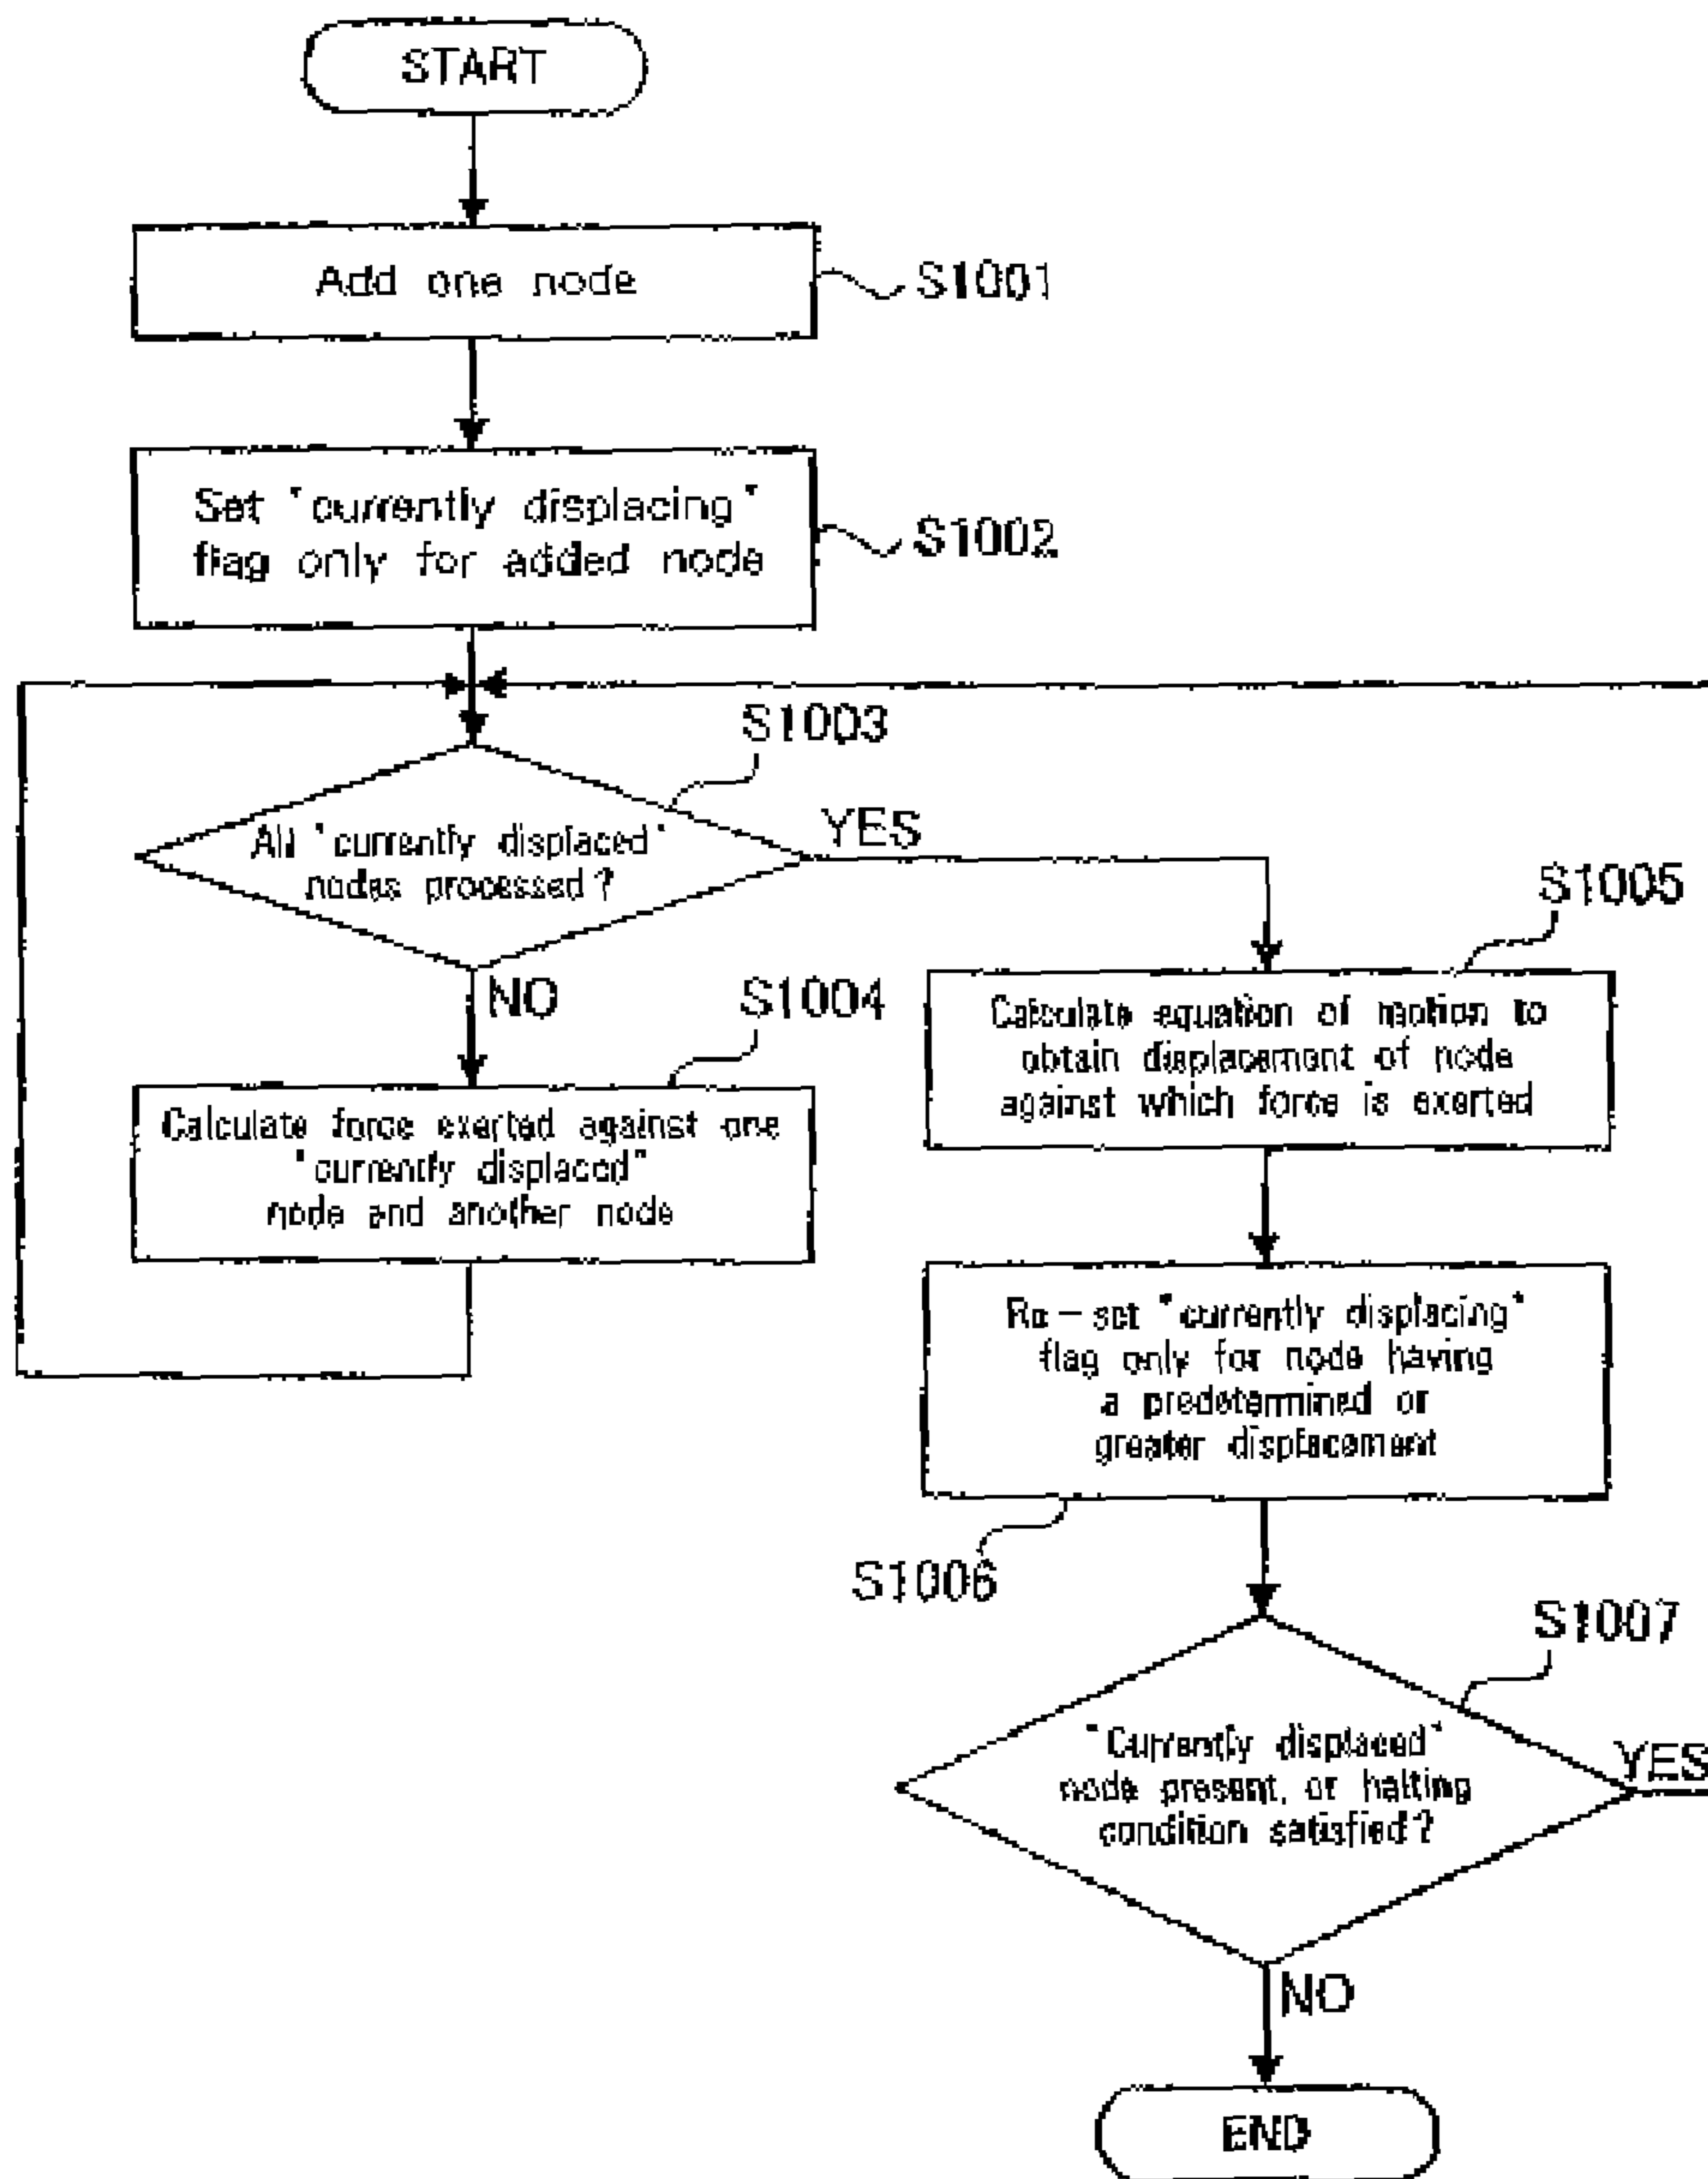 START
Add one node
S1001
Set "currently displacing"
flag only for added node
S1002
S1003
All "currently displaced"
nodes processed?
YES
NO
S1004
Calculate force exerted against one
"currently displaced"
node and another node
S1005
Calculate equation of motion to
obtain displacement of node
against which force is exerted
Re-set "currently displacing"
flag only for node having
a predetermined or
greater displacement
S1006
S1007
"Currently displaced"
node present, or halting
condition satisfied?
YES
NO
END